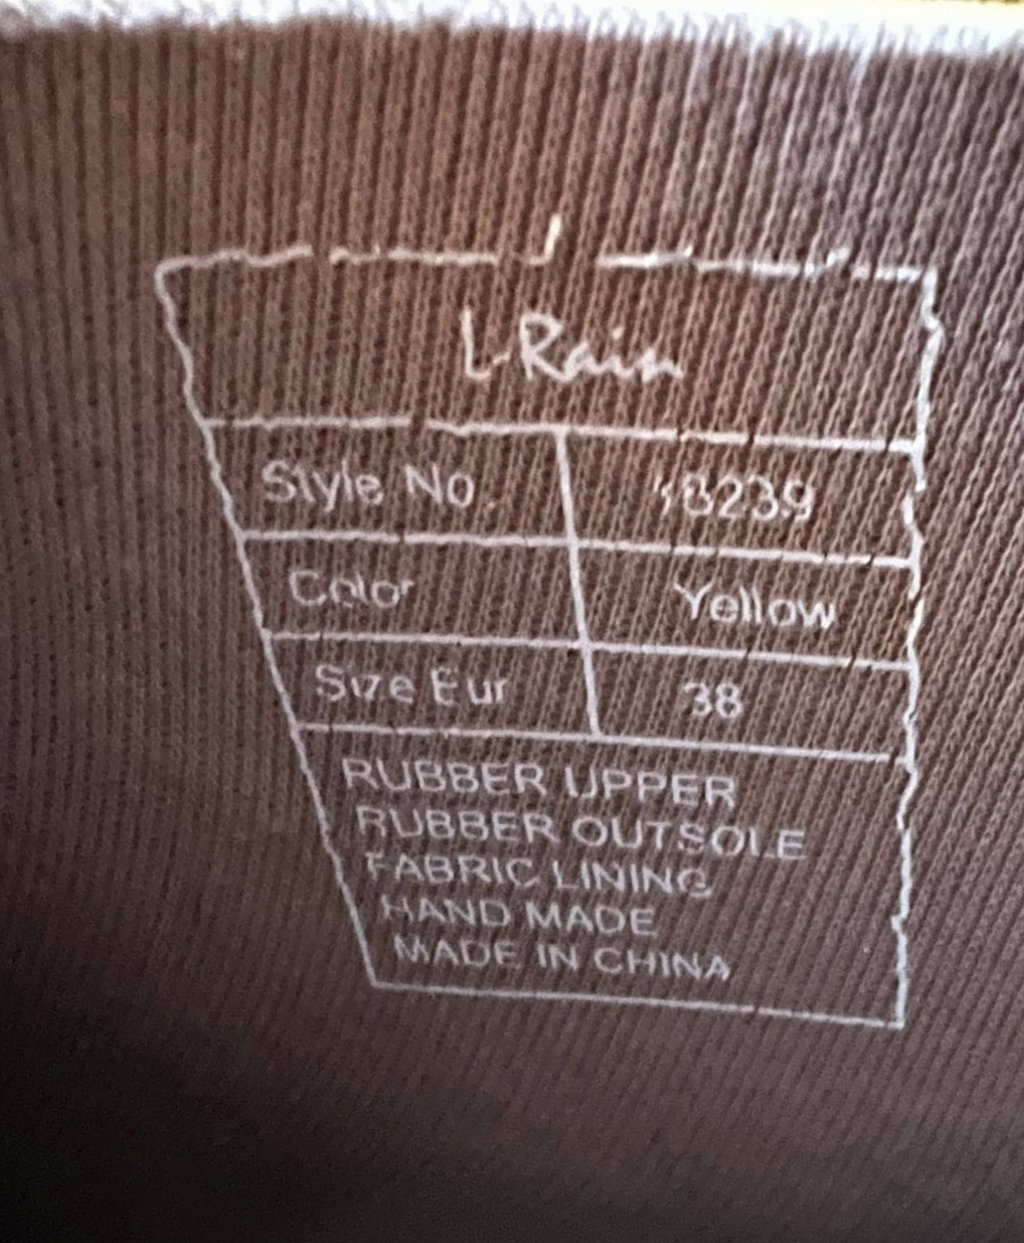 L-Rain
Style No. 18239
Color Yellow
Size Eur 38
RUBBER UPPER
RUBBER OUTSOLE
FABRIC LINING
HAND MADE
MADE IN CHINA